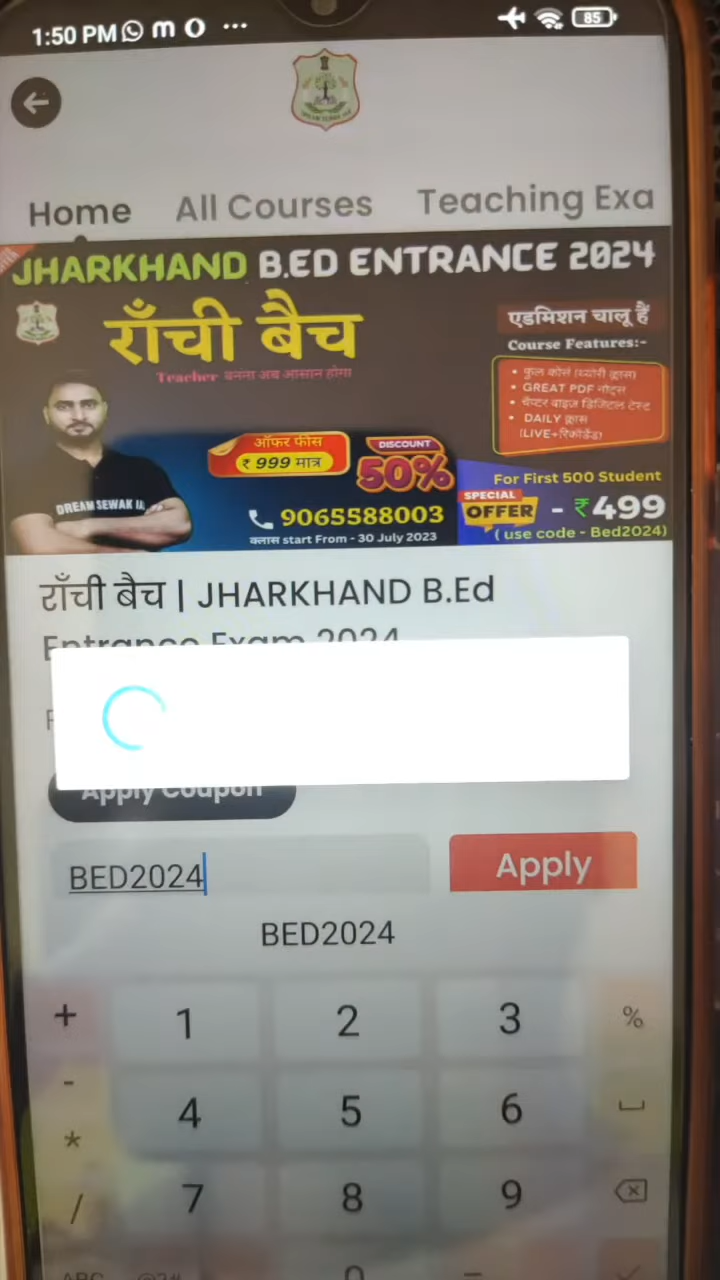 1:50 PM m ...
85
Home All Courses Teaching Exa
JHARKHAND B.ED ENTRANCE 2024
राँची बैच
Teacher बनना अब आसान होगा
एडमिशन चालू हैं
Course Features:-
• फुल कोर्स (थ्योरी क्लास)
• GREAT PDF नोट्स
• चैप्टर वाइज डिजिटल टेस्ट
• DAILY क्लास
(LIVE+रिकॉर्डेड)
ऑफर फीस
₹ 999 मात्र
DISCOUNT
50%
DREAM SEWAK
9065588003
क्लास start From - 30 July 2023
For First 500 Student
SPECIAL
OFFER - ₹499
( use code - Bed2024)
राँची बैच | JHARKHAND B.Ed
Entrance Exam 2024
Apply Coupon
BED2024 Apply
BED2024
+ 1 2 3 %
-
4 5 6
*
/ 7 8 9
ABC 0